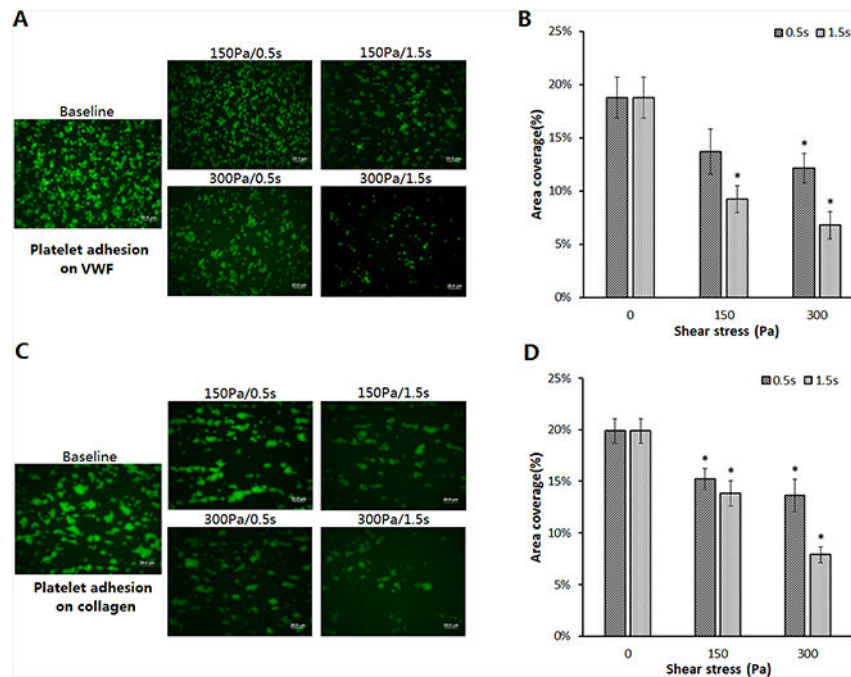 A
150Pa/0.5s 150Pa/1.5s
Baseline
300Pa/0.5s 300Pa/1.5s
Platelet adhesion
on VWF
B
0.5s 1.5s
25%
20%
15%
10%
5%
0%
Area coverage(%)
* * *
0 150 300
Shear stress (Pa)
C
150Pa/0.5s 150Pa/1.5s
Baseline
300Pa/0.5s 300Pa/1.5s
Platelet adhesion
on collagen
D
0.5s 1.5s
25%
20%
15%
10%
5%
0%
Area coverage(%)
* * * *
0 150 300
Shear stress (Pa)